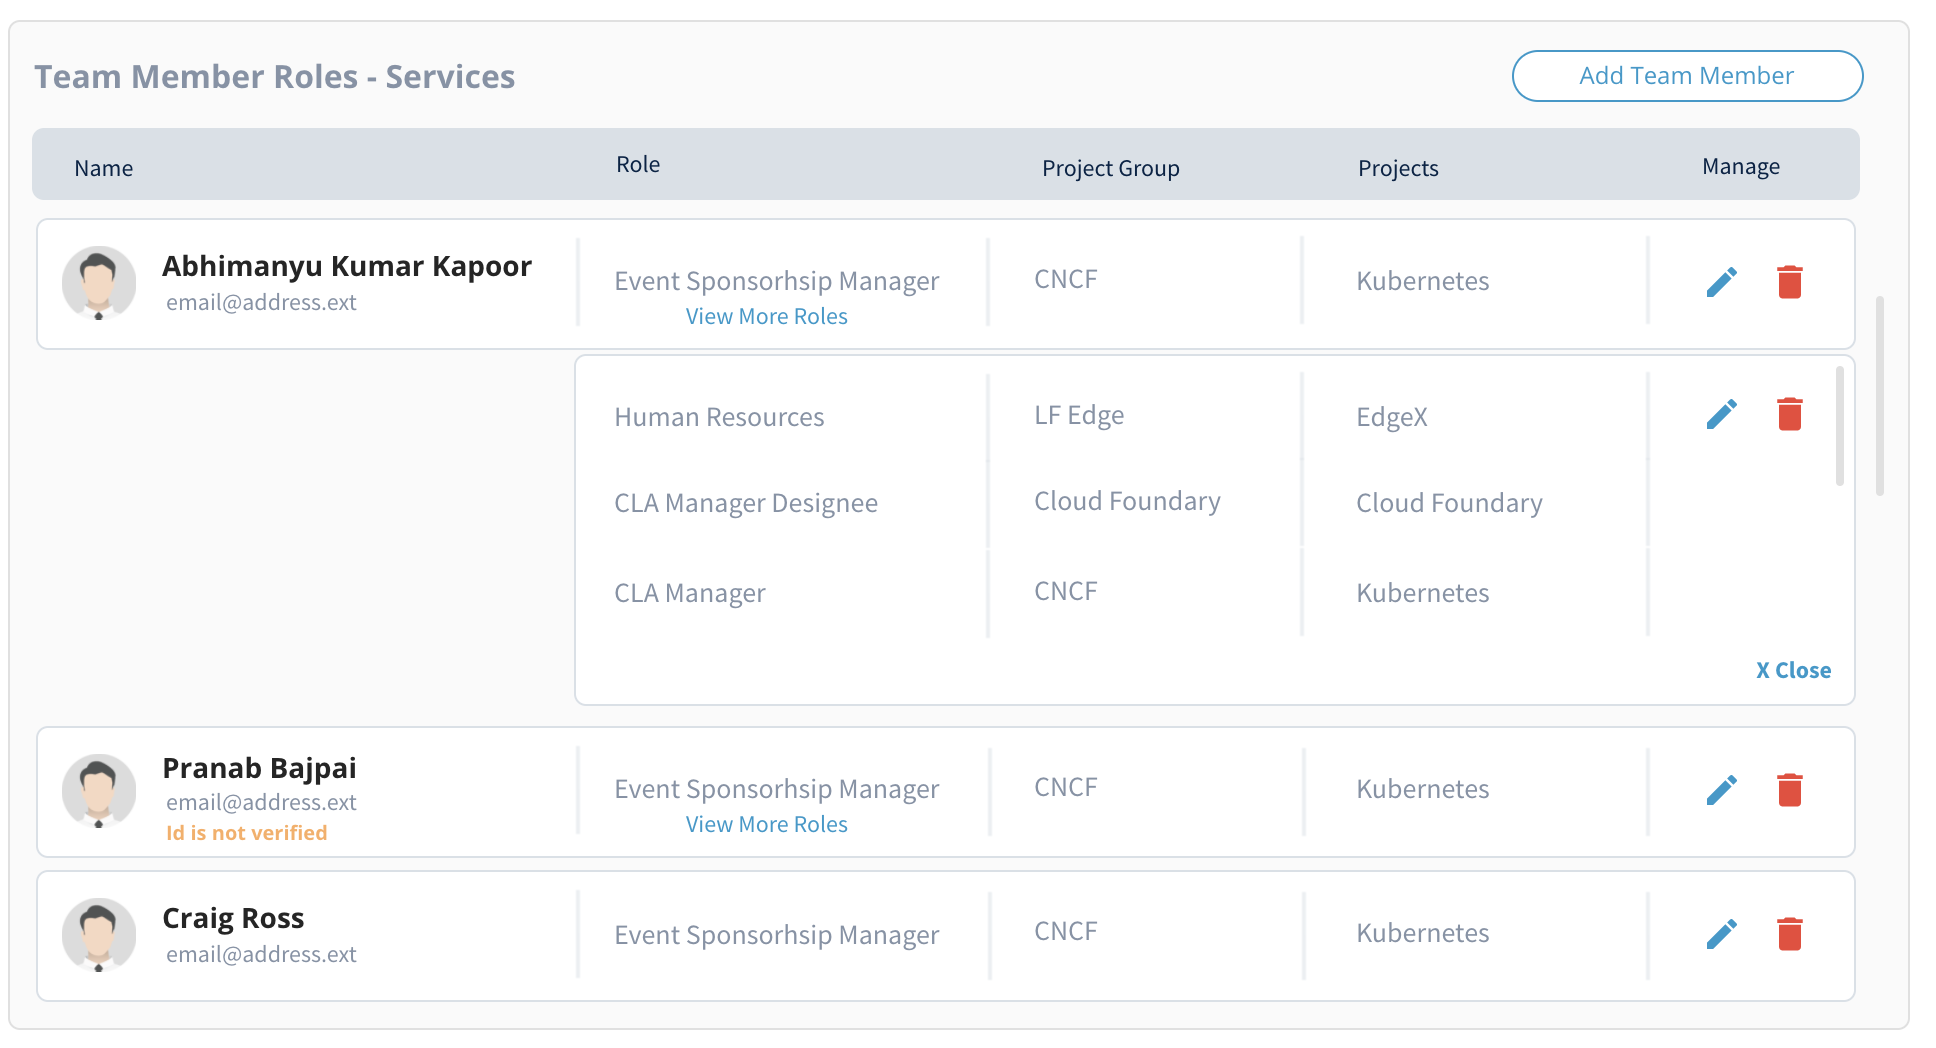 Team Member Roles - Services
Add Team Member
Name Role Project Group Projects Manage
Abhimanyu Kumar Kapoor
email@address.ext
Event Sponsorhsip Manager CNCF Kubernetes
View More Roles
Human Resources LF Edge EdgeX
CLA Manager Designee Cloud Foundary Cloud Foundary
CLA Manager CNCF Kubernetes
X Close
Pranab Bajpai
email@address.ext
Id is not verified
Event Sponsorhsip Manager CNCF Kubernetes
View More Roles
Craig Ross
email@address.ext
Event Sponsorhsip Manager CNCF Kubernetes